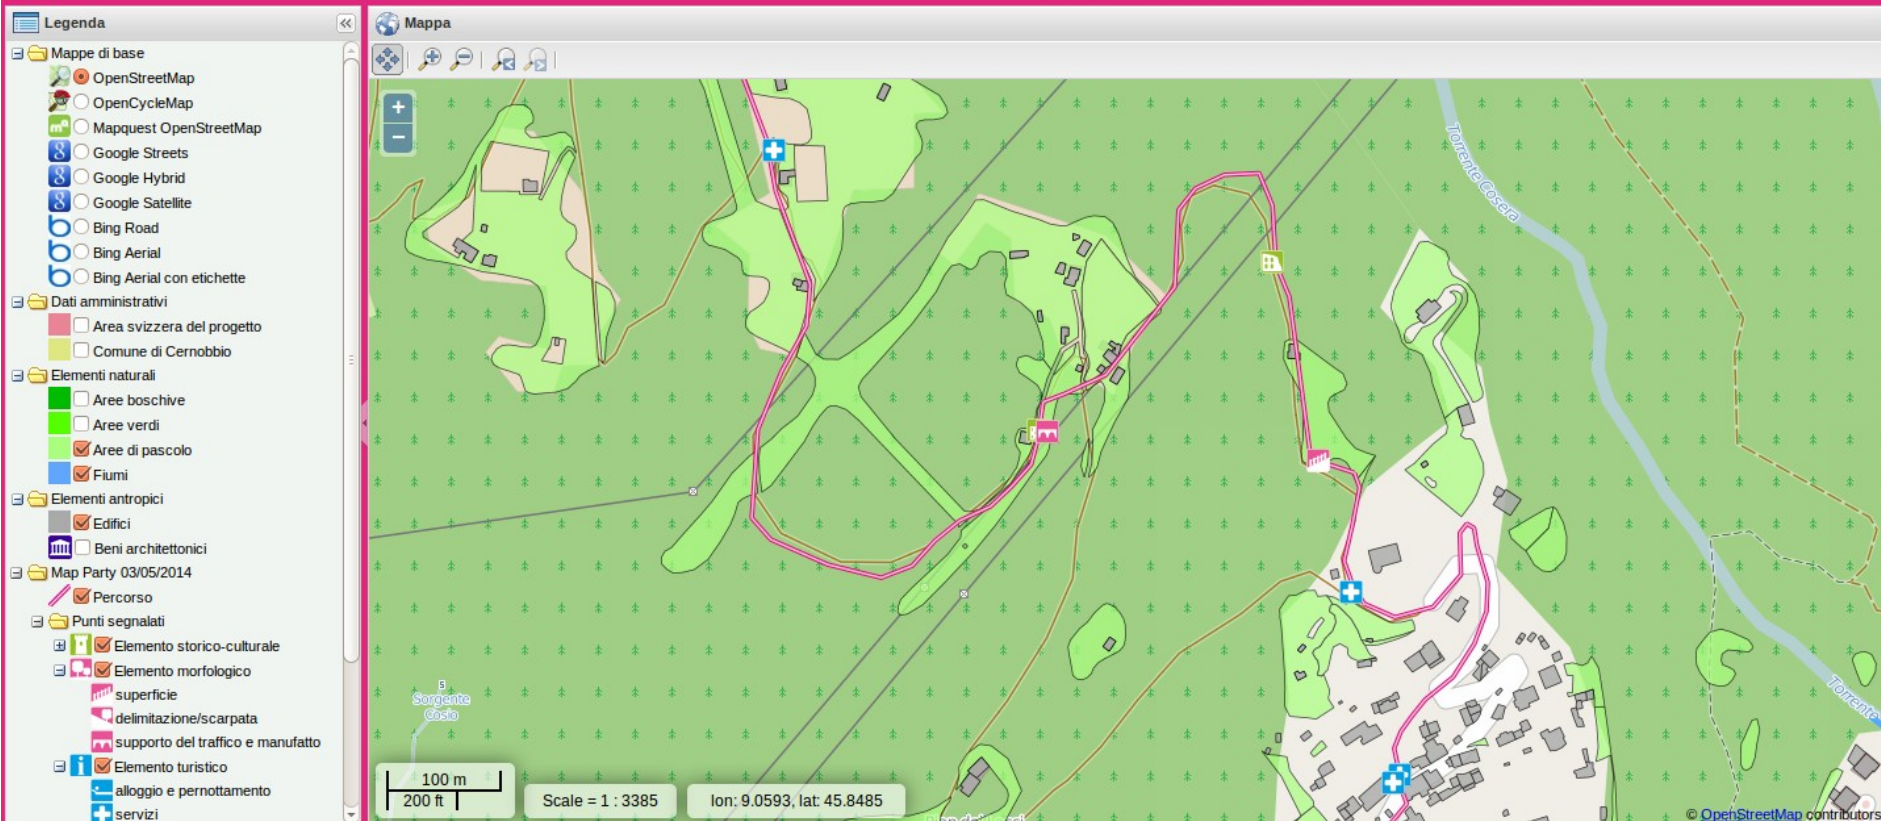 Legenda
Mappe di base
OpenStreetMap
OpenCycleMap
Mapquest OpenStreetMap
Google Streets
Google Hybrid
Google Satellite
Bing Road
Bing Aerial
Bing Aerial con etichette
Dati amministrativi
Area svizzera del progetto
Comune di Cernobbio
Elementi naturali
Aree boschive
Aree verdi
Aree di pascolo
Fiumi
Elementi antropici
Edifici
Beni architettonici
Map Party 03/05/2014
Percorso
Punti segnalati
Elemento storico-culturale
Elemento morfologico
superficie
delimitazione/scarpata
supporto del traffico e manufatto
Elemento turistico
alloggio e pernottamento
servizi
Mappa
+
−
Torrente Cosera
Torrente
Sorgente
Cosio
100 m
200 ft
Scale = 1 : 3385
lon: 9.0593, lat: 45.8485
© OpenStreetMap contributors